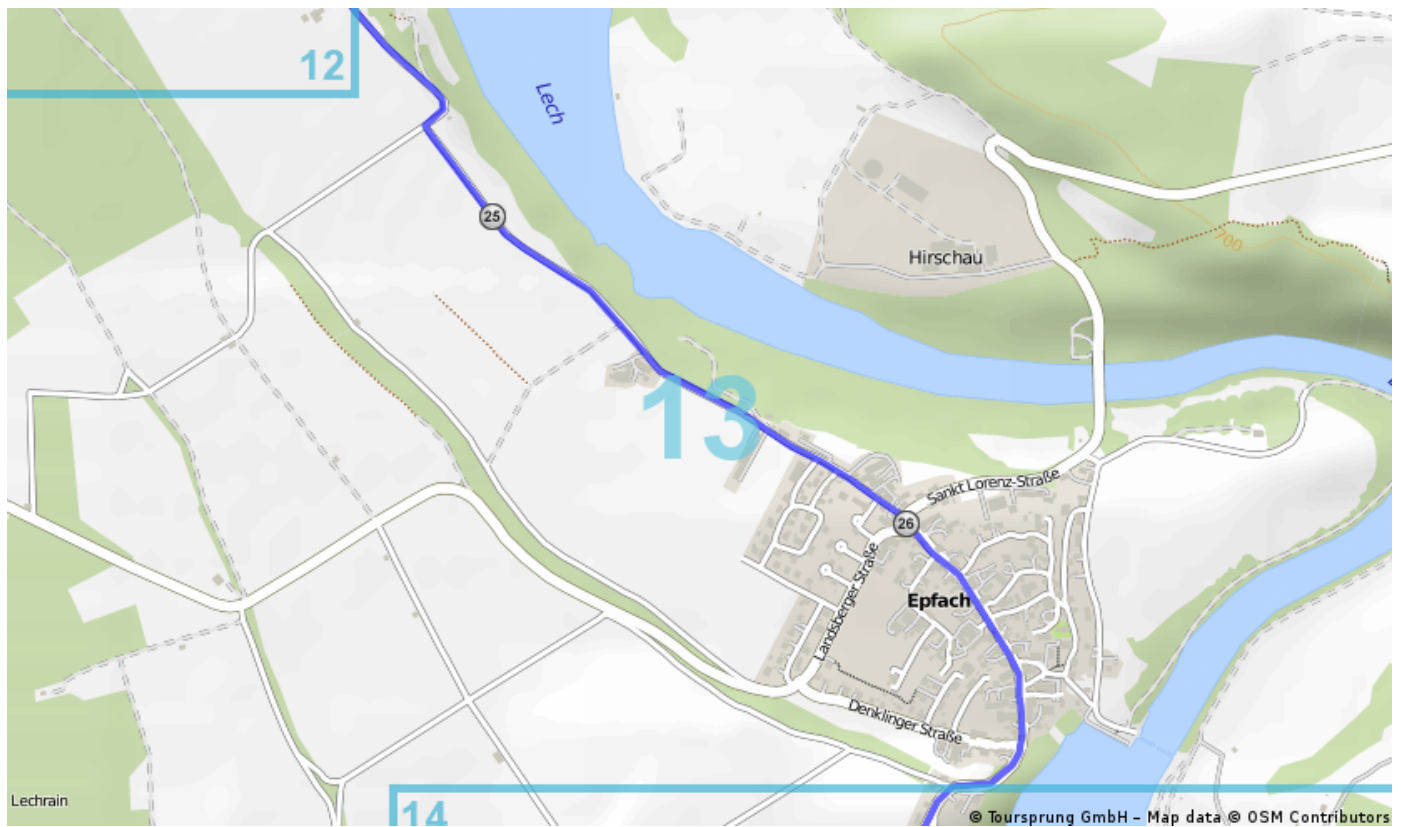 12
Lech
25
700
Hirschau
13
Sankt Lorenz-Straße
26
Landsberger Straße
Epfach
Denklinger Straße
Lechrain
14
© Toursprung GmbH – Map data © OSM Contributors